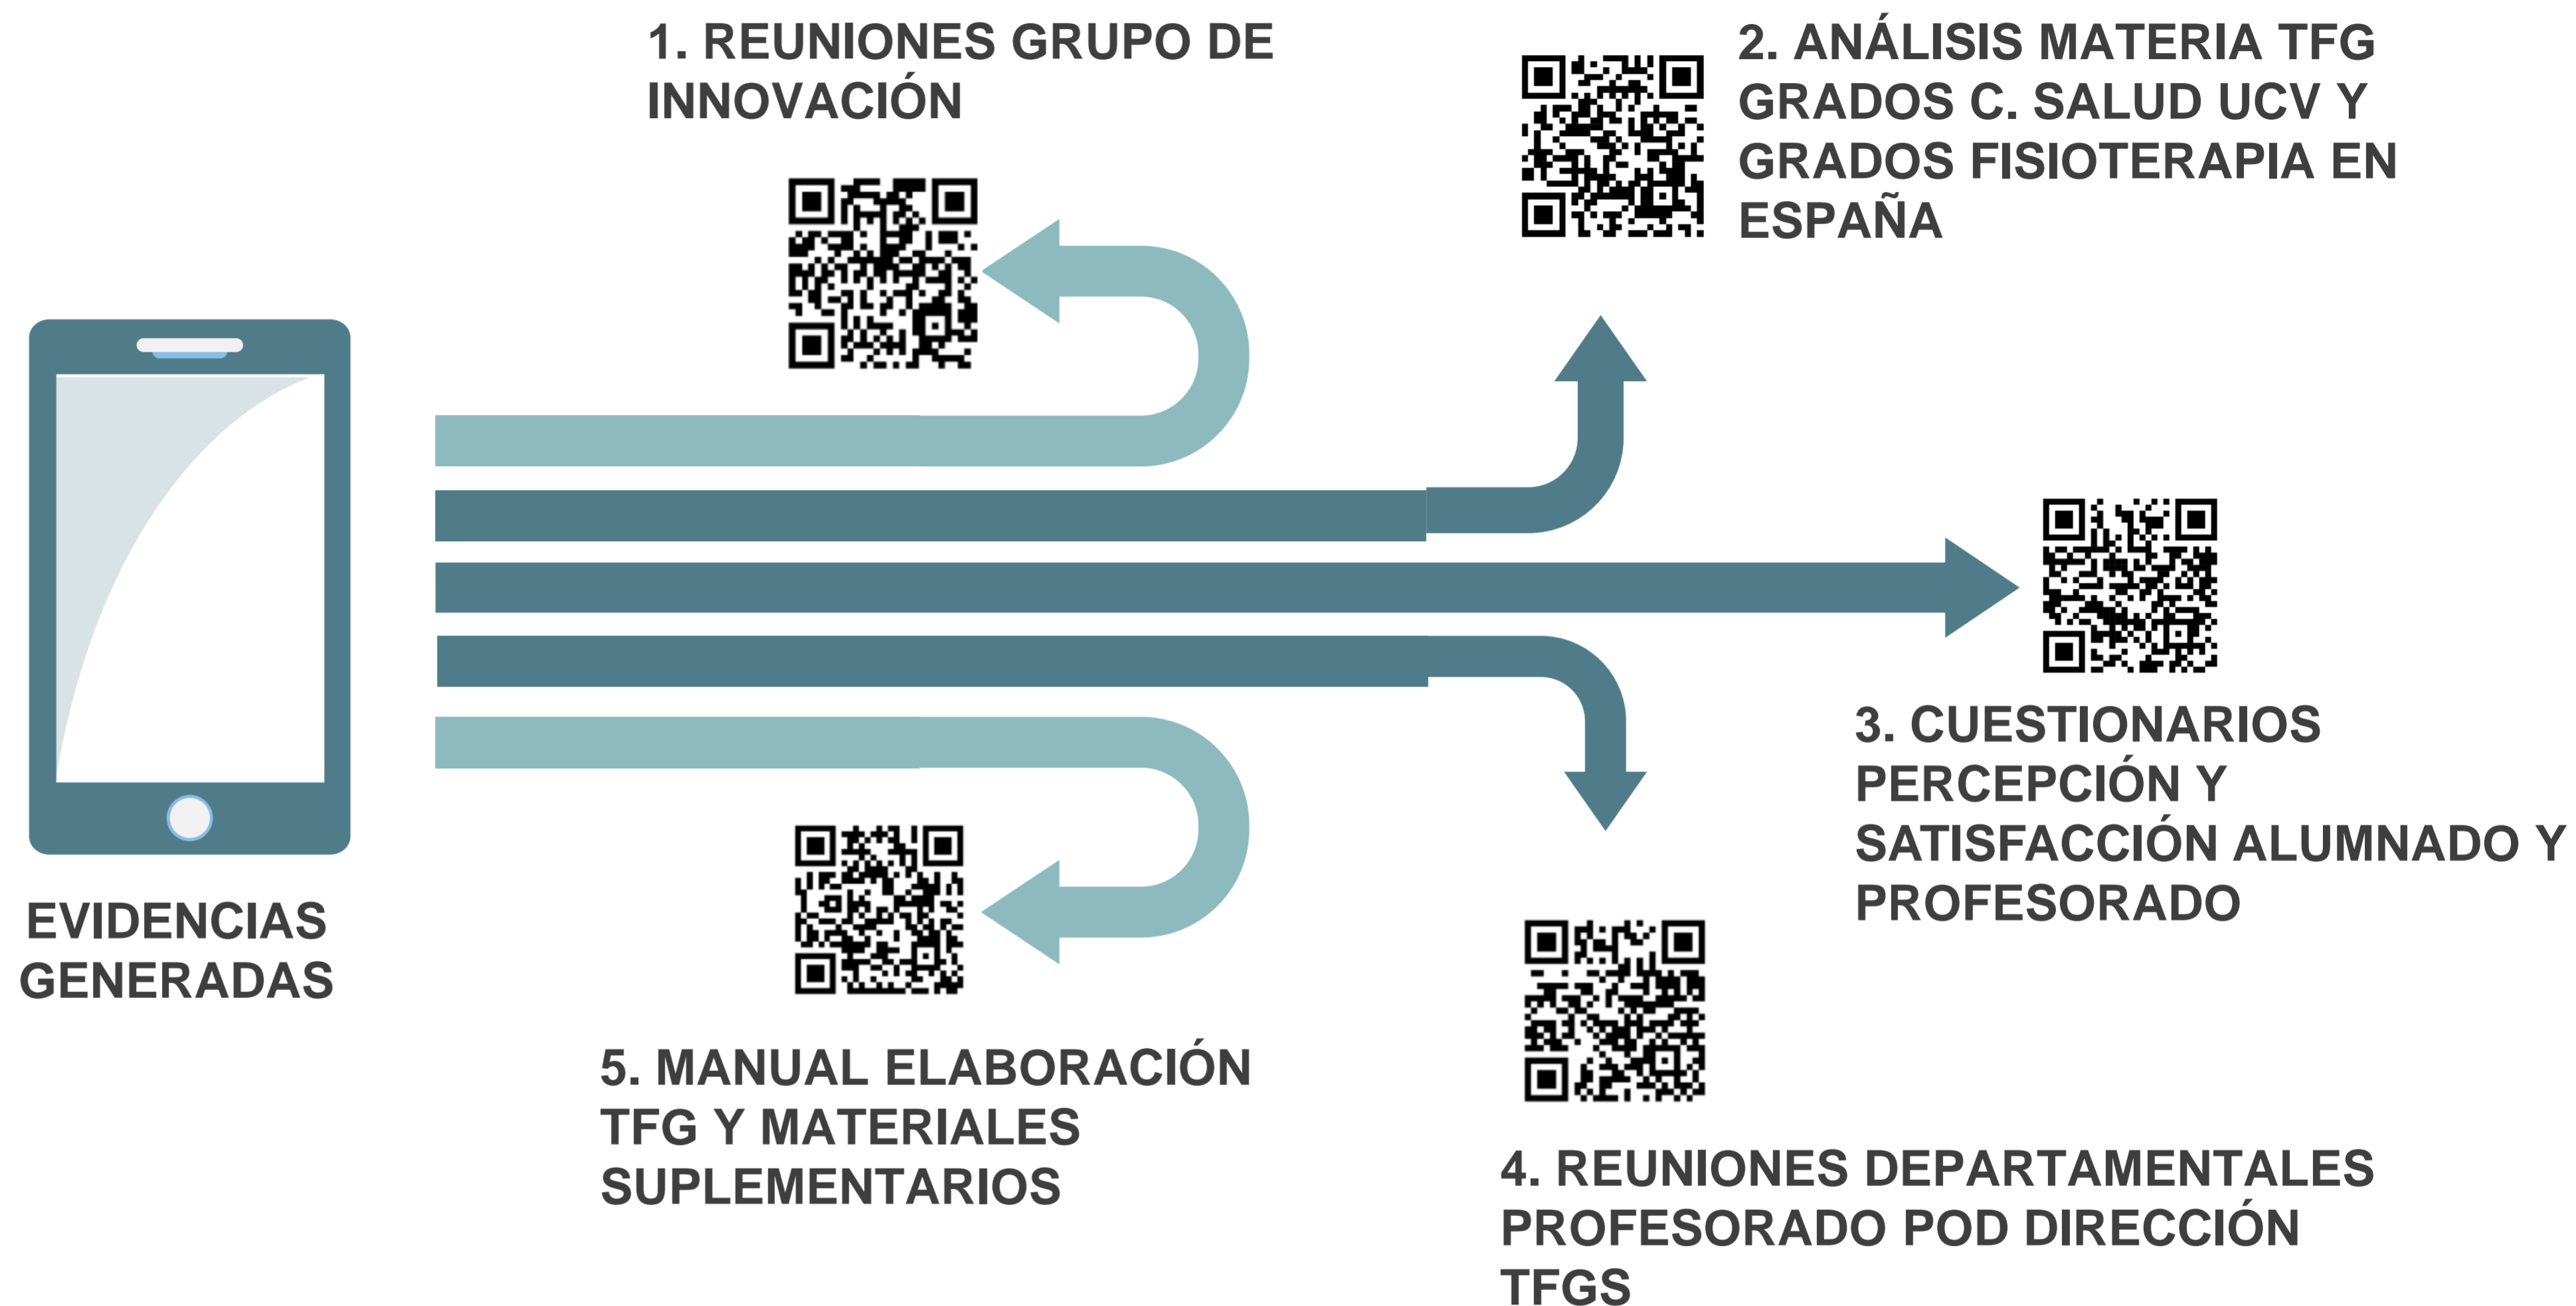 1. REUNIONES GRUPO DE
INNOVACIÓN
2. ANÁLISIS MATERIA TFG
GRADOS C. SALUD UCV Y
GRADOS FISIOTERAPIA EN
ESPAÑA
3. CUESTIONARIOS
PERCEPCIÓN Y
SATISFACCIÓN ALUMNADO Y
PROFESORADO
EVIDENCIAS
GENERADAS
5. MANUAL ELABORACIÓN
TFG Y MATERIALES
SUPLEMENTARIOS
4. REUNIONES DEPARTAMENTALES
PROFESORADO POD DIRECCIÓN
TFGS